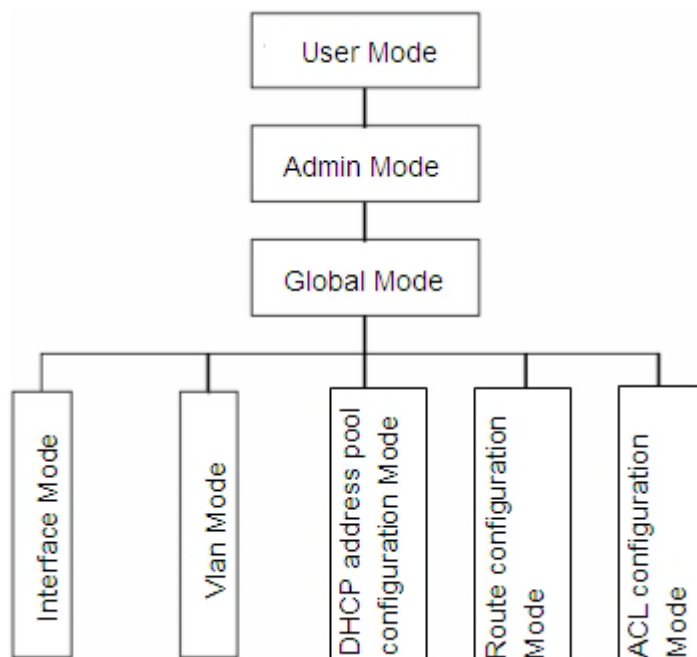 User Mode
Admin Mode
Global Mode
Interface Mode
Vlan Mode
DHCP address pool
configuration Mode
Route configuration
Mode
ACL configuration
Mode